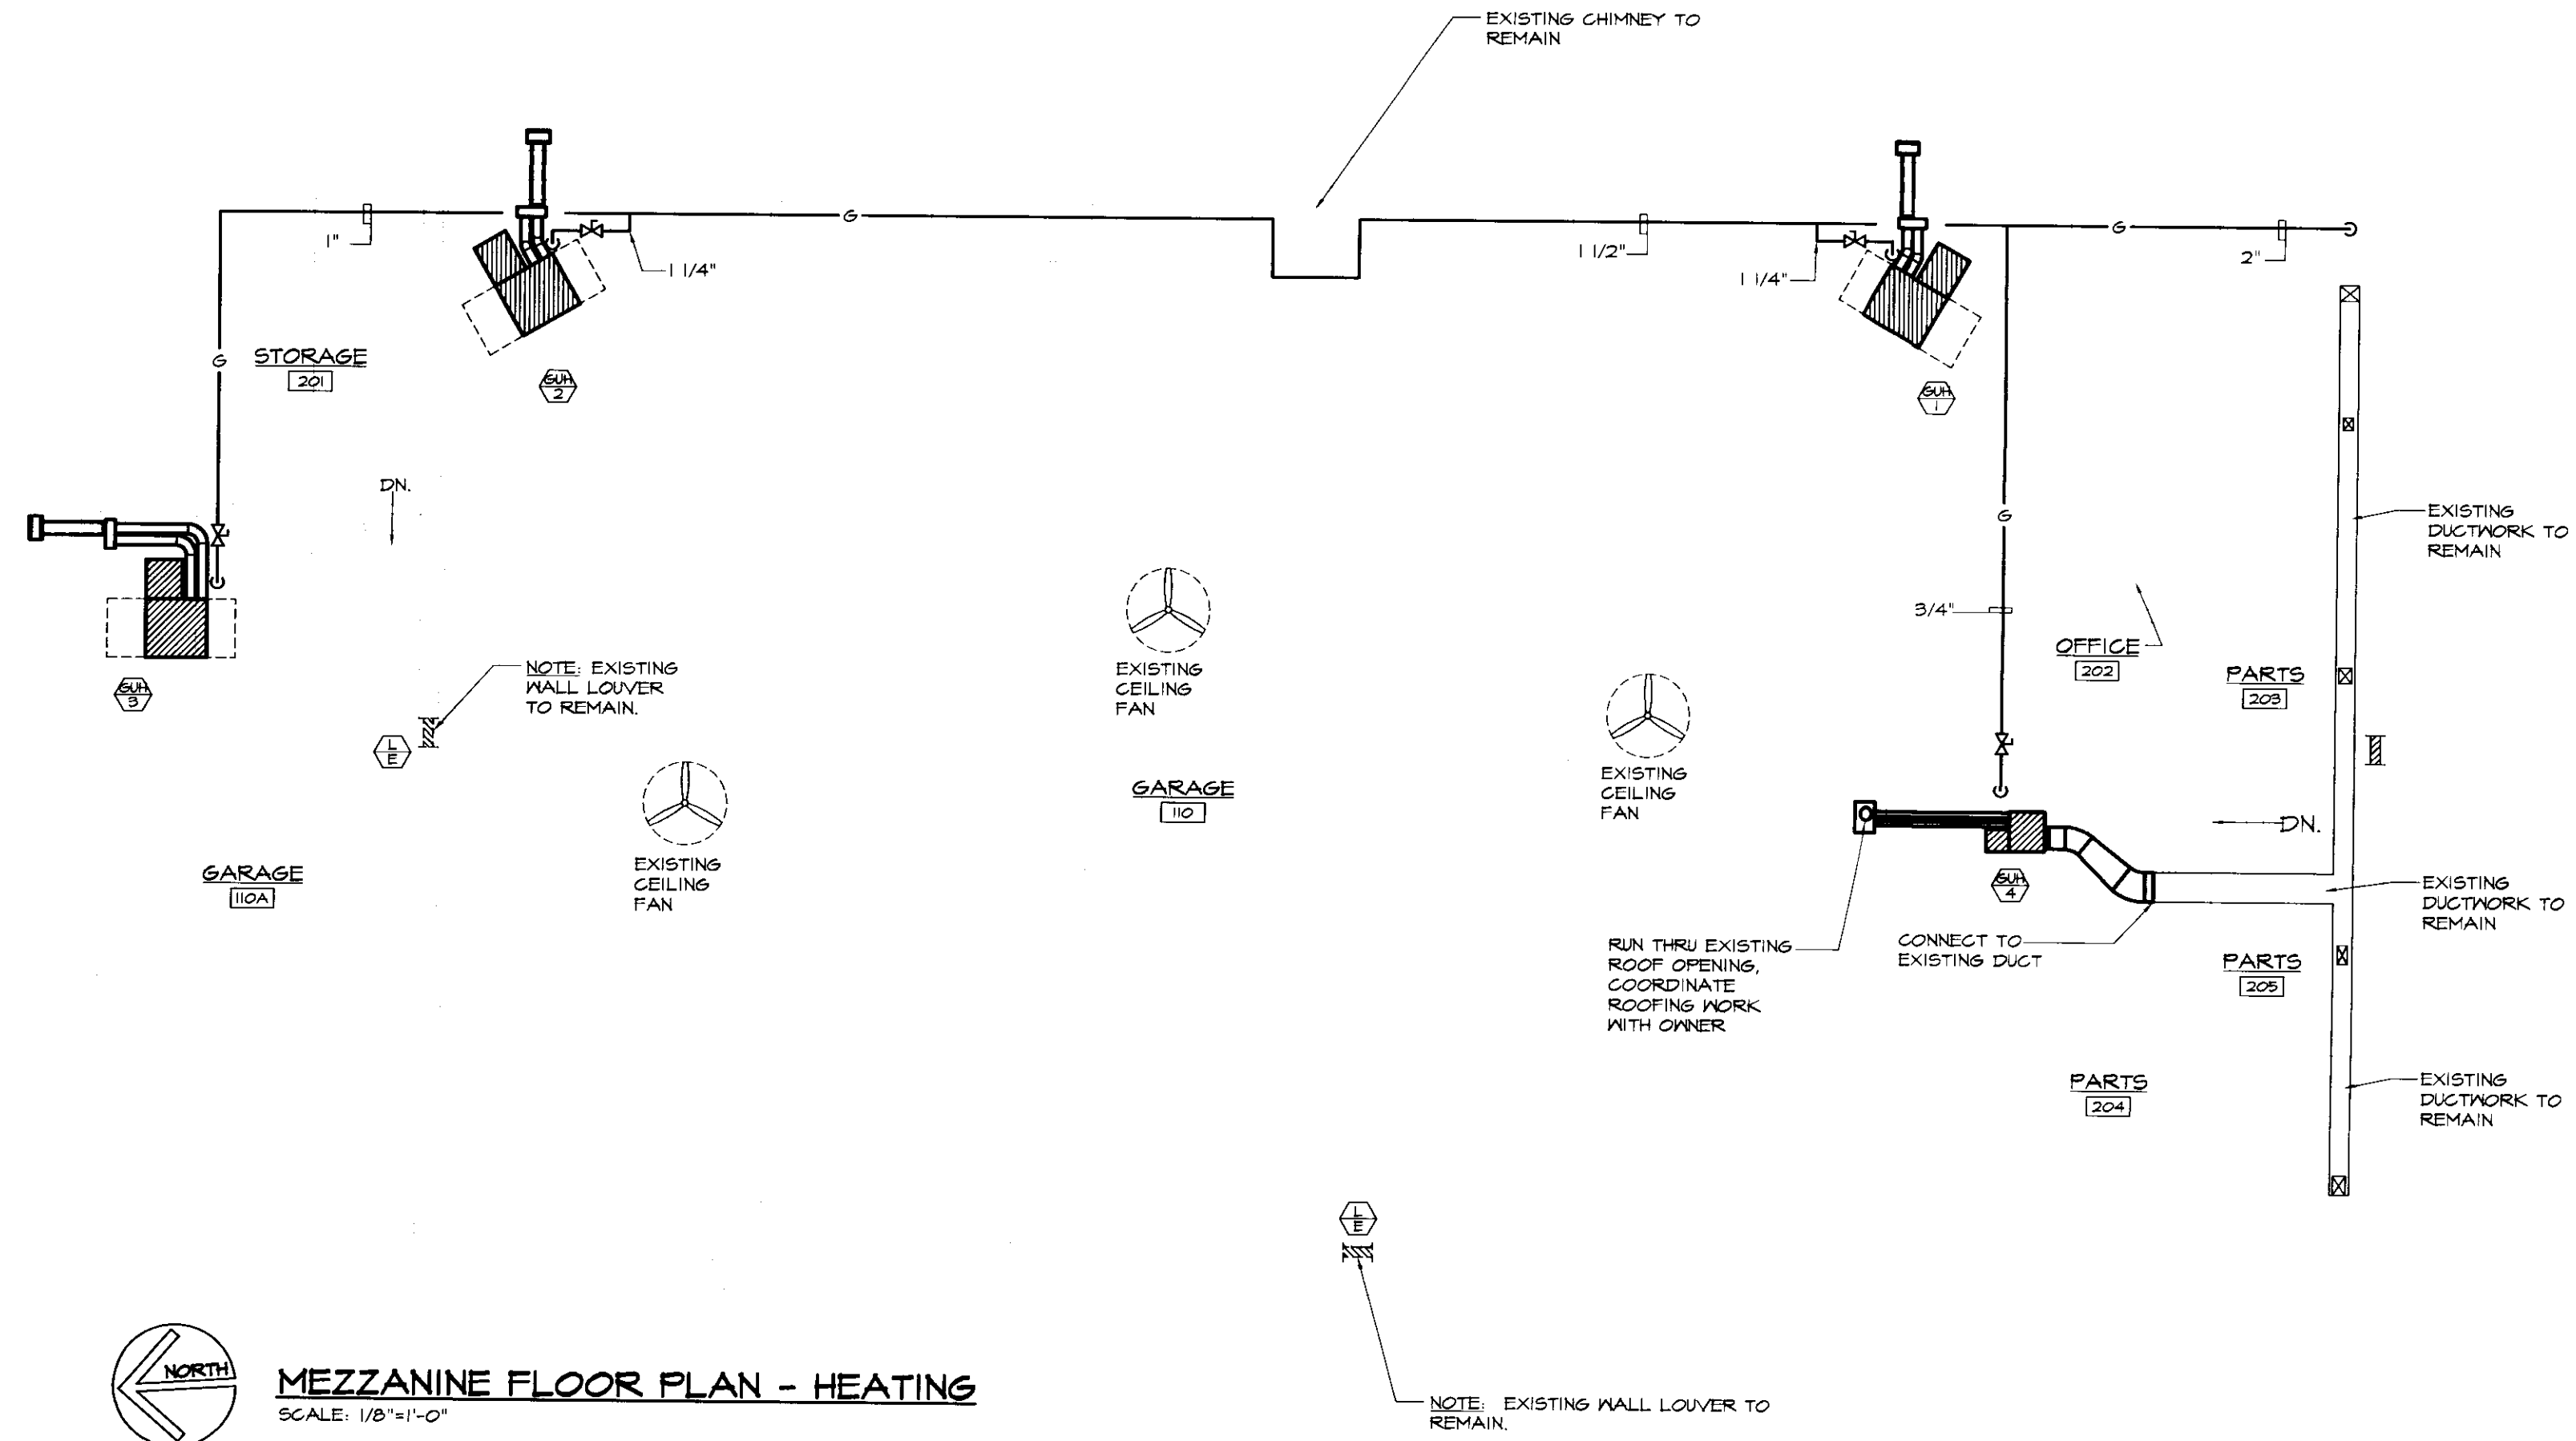 EXISTING CHIMNEY TO
REMAIN
G
1"
1 1/4"
1 1/2"
1 1/4"
G
2"
G
STORAGE
201
GUH
2
GUH
1
DN.
G
EXISTING
DUCTWORK TO
REMAIN
3/4"
OFFICE
202
PARTS
203
GUH
3
NOTE: EXISTING
WALL LOUVER
TO REMAIN.
L
E
EXISTING
CEILING
FAN
EXISTING
CEILING
FAN
GARAGE
110
EXISTING
CEILING
FAN
GARAGE
110A
DN.
GUH
4
EXISTING
DUCTWORK TO
REMAIN
RUN THRU EXISTING
ROOF OPENING,
COORDINATE
ROOFING WORK
WITH OWNER
CONNECT TO
EXISTING DUCT
PARTS
205
PARTS
204
EXISTING
DUCTWORK TO
REMAIN
L
E
NORTH
MEZZANINE FLOOR PLAN - HEATING
SCALE: 1/8"=1'-0"
NOTE: EXISTING WALL LOUVER TO
REMAIN.